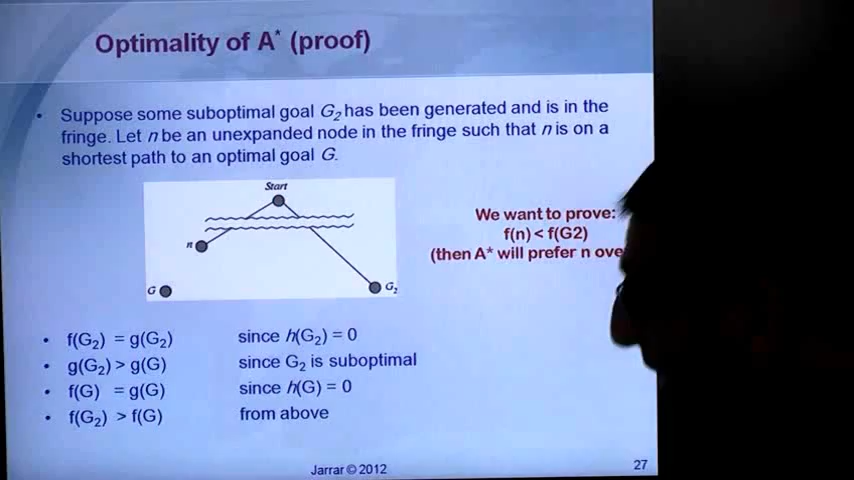 Optimality of A* (proof)
• Suppose some suboptimal goal G2 has been generated and is in the
fringe. Let n be an unexpanded node in the fringe such that n is on a
shortest path to an optimal goal G.
Start
n
G
G2
We want to prove:
f(n) < f(G2)
(then A* will prefer n
• f(G2) = g(G2) since h(G2) = 0
• g(G2) > g(G) since G2 is suboptimal
• f(G) = g(G) since h(G) = 0
• f(G2) > f(G) from above
Jarrar © 2012
27